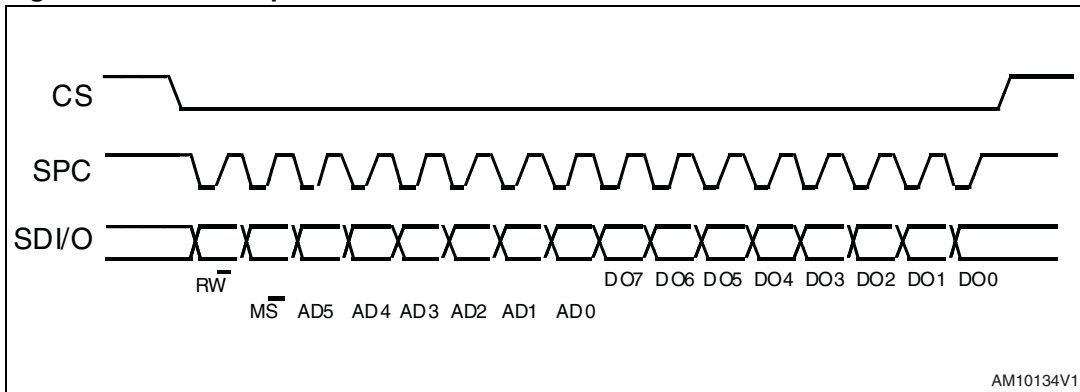 CS
SPC
SDI/O
RW
DO7 DO6 DO5 DO4 DO3 DO2 DO1 DO0
MS AD5 AD4 AD3 AD2 AD1 AD0
AM10134V1